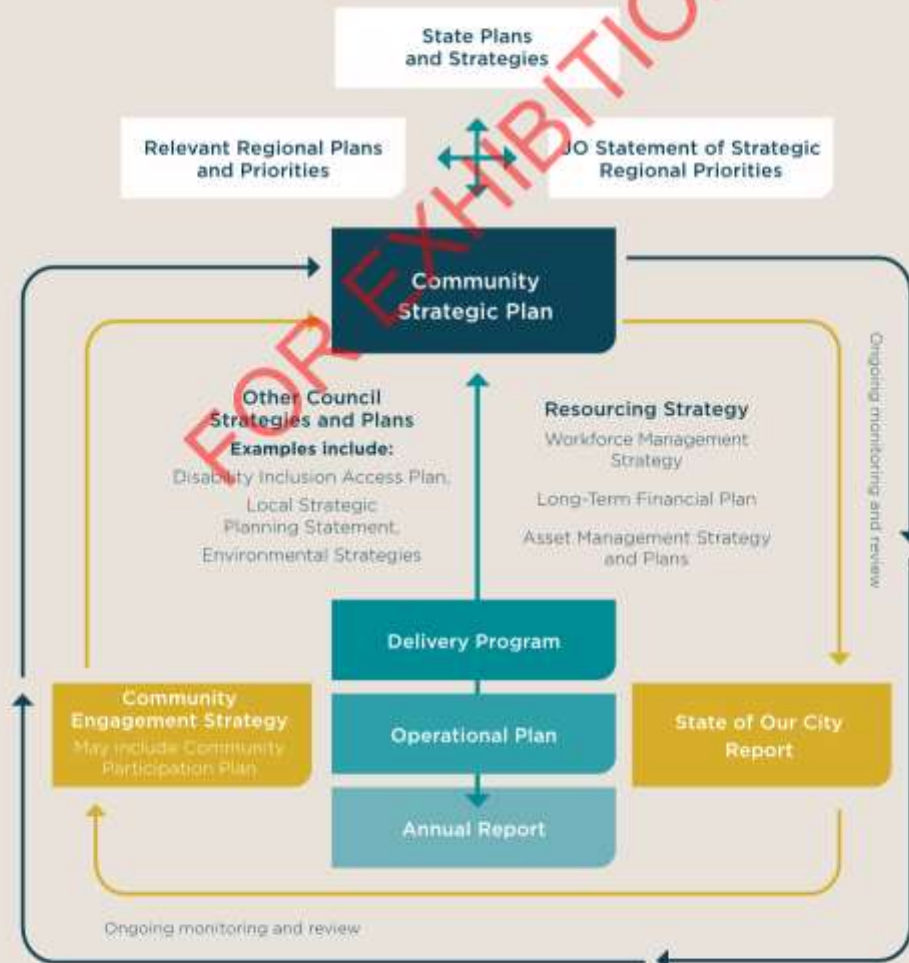 State Plans
and Strategies
Relevant Regional Plans
and Priorities
JO Statement of Strategic
Regional Priorities
FOR EXHIBITIO
Community
Strategic Plan
Other Council
Strategies and Plans
Examples include:
Disability Inclusion Access Plan,
Local Strategic
Planning Statement,
Environmental Strategies
Resourcing Strategy
Workforce Management
Strategy
Long-Term Financial Plan
Asset Management Strategy
and Plans
Ongoing monitoring and review
Delivery Program
Community
Engagement Strategy
May include Community
Participation Plan
Operational Plan
State of Our City
Report
Annual Report
Ongoing monitoring and review